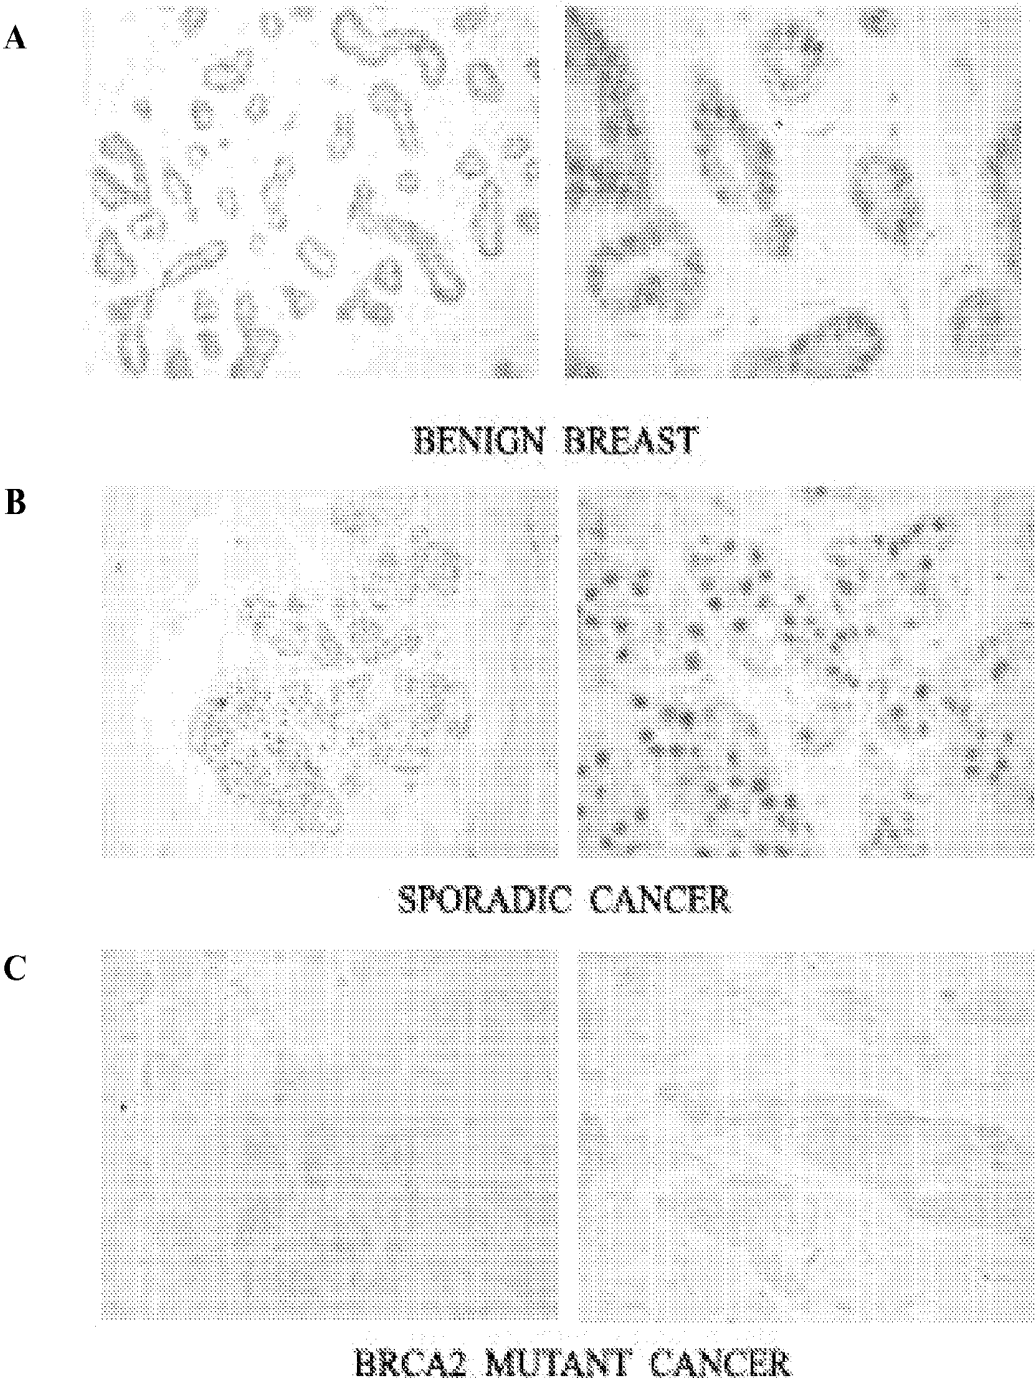 A
BENIGN BREAST
B
SPORADIC CANCER
C
BRCA2 MUTANT CANCER